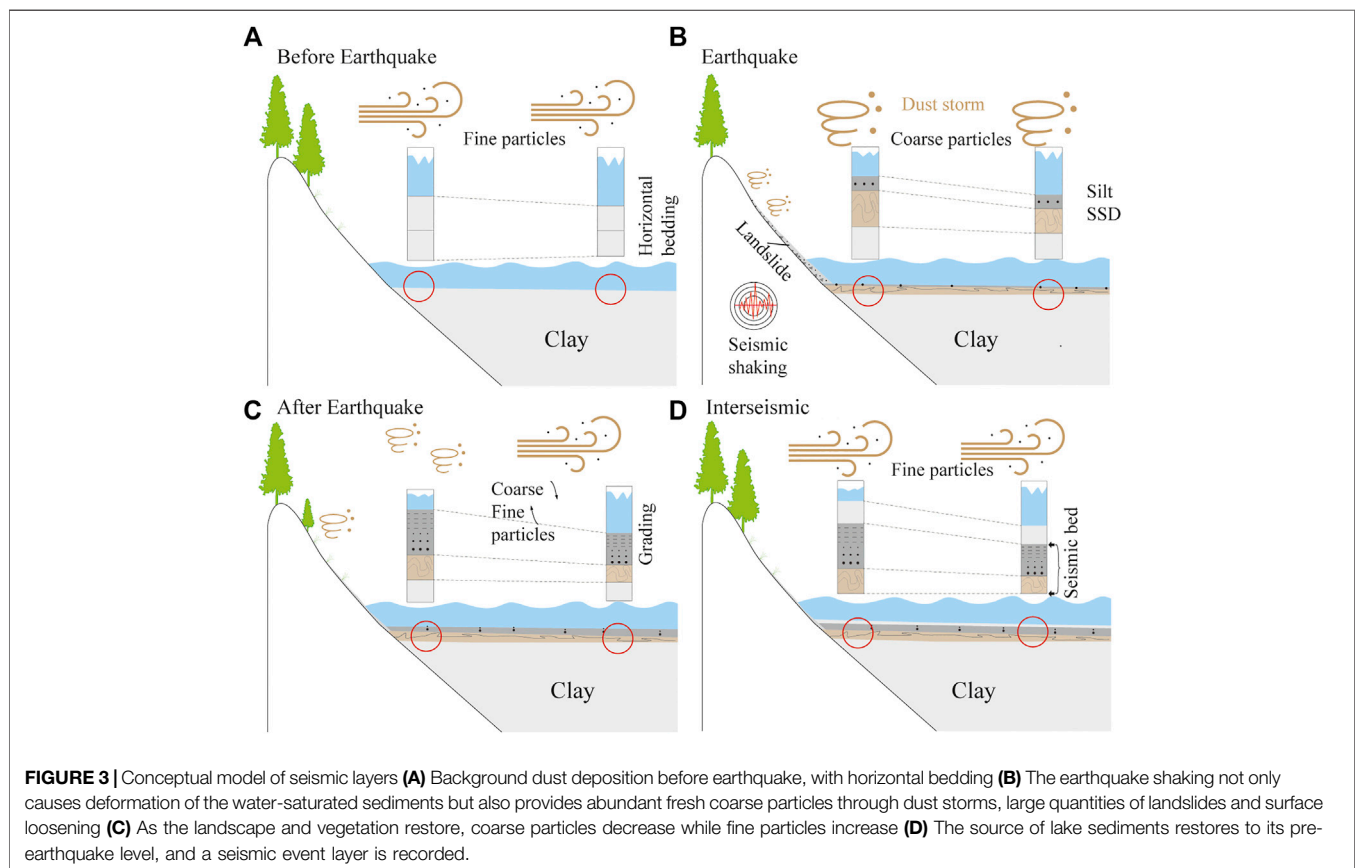 A
Before Earthquake
Fine particles
Horizontal
bedding
Clay
B
Earthquake
Dust storm
Coarse particles
Silt
SSD
Landslide
Seismic
shaking
Clay
C
After Earthquake
Coarse
Fine
particles
Grading
Clay
D
Interseismic
Fine particles
Seismic bed
Clay
FIGURE 3 | Conceptual model of seismic layers (A) Background dust deposition before earthquake, with horizontal bedding (B) The earthquake shaking not only
causes deformation of the water-saturated sediments but also provides abundant fresh coarse particles through dust storms, large quantities of landslides and surface
loosening (C) As the landscape and vegetation restore, coarse particles decrease while fine particles increase (D) The source of lake sediments restores to its pre-
earthquake level, and a seismic event layer is recorded.